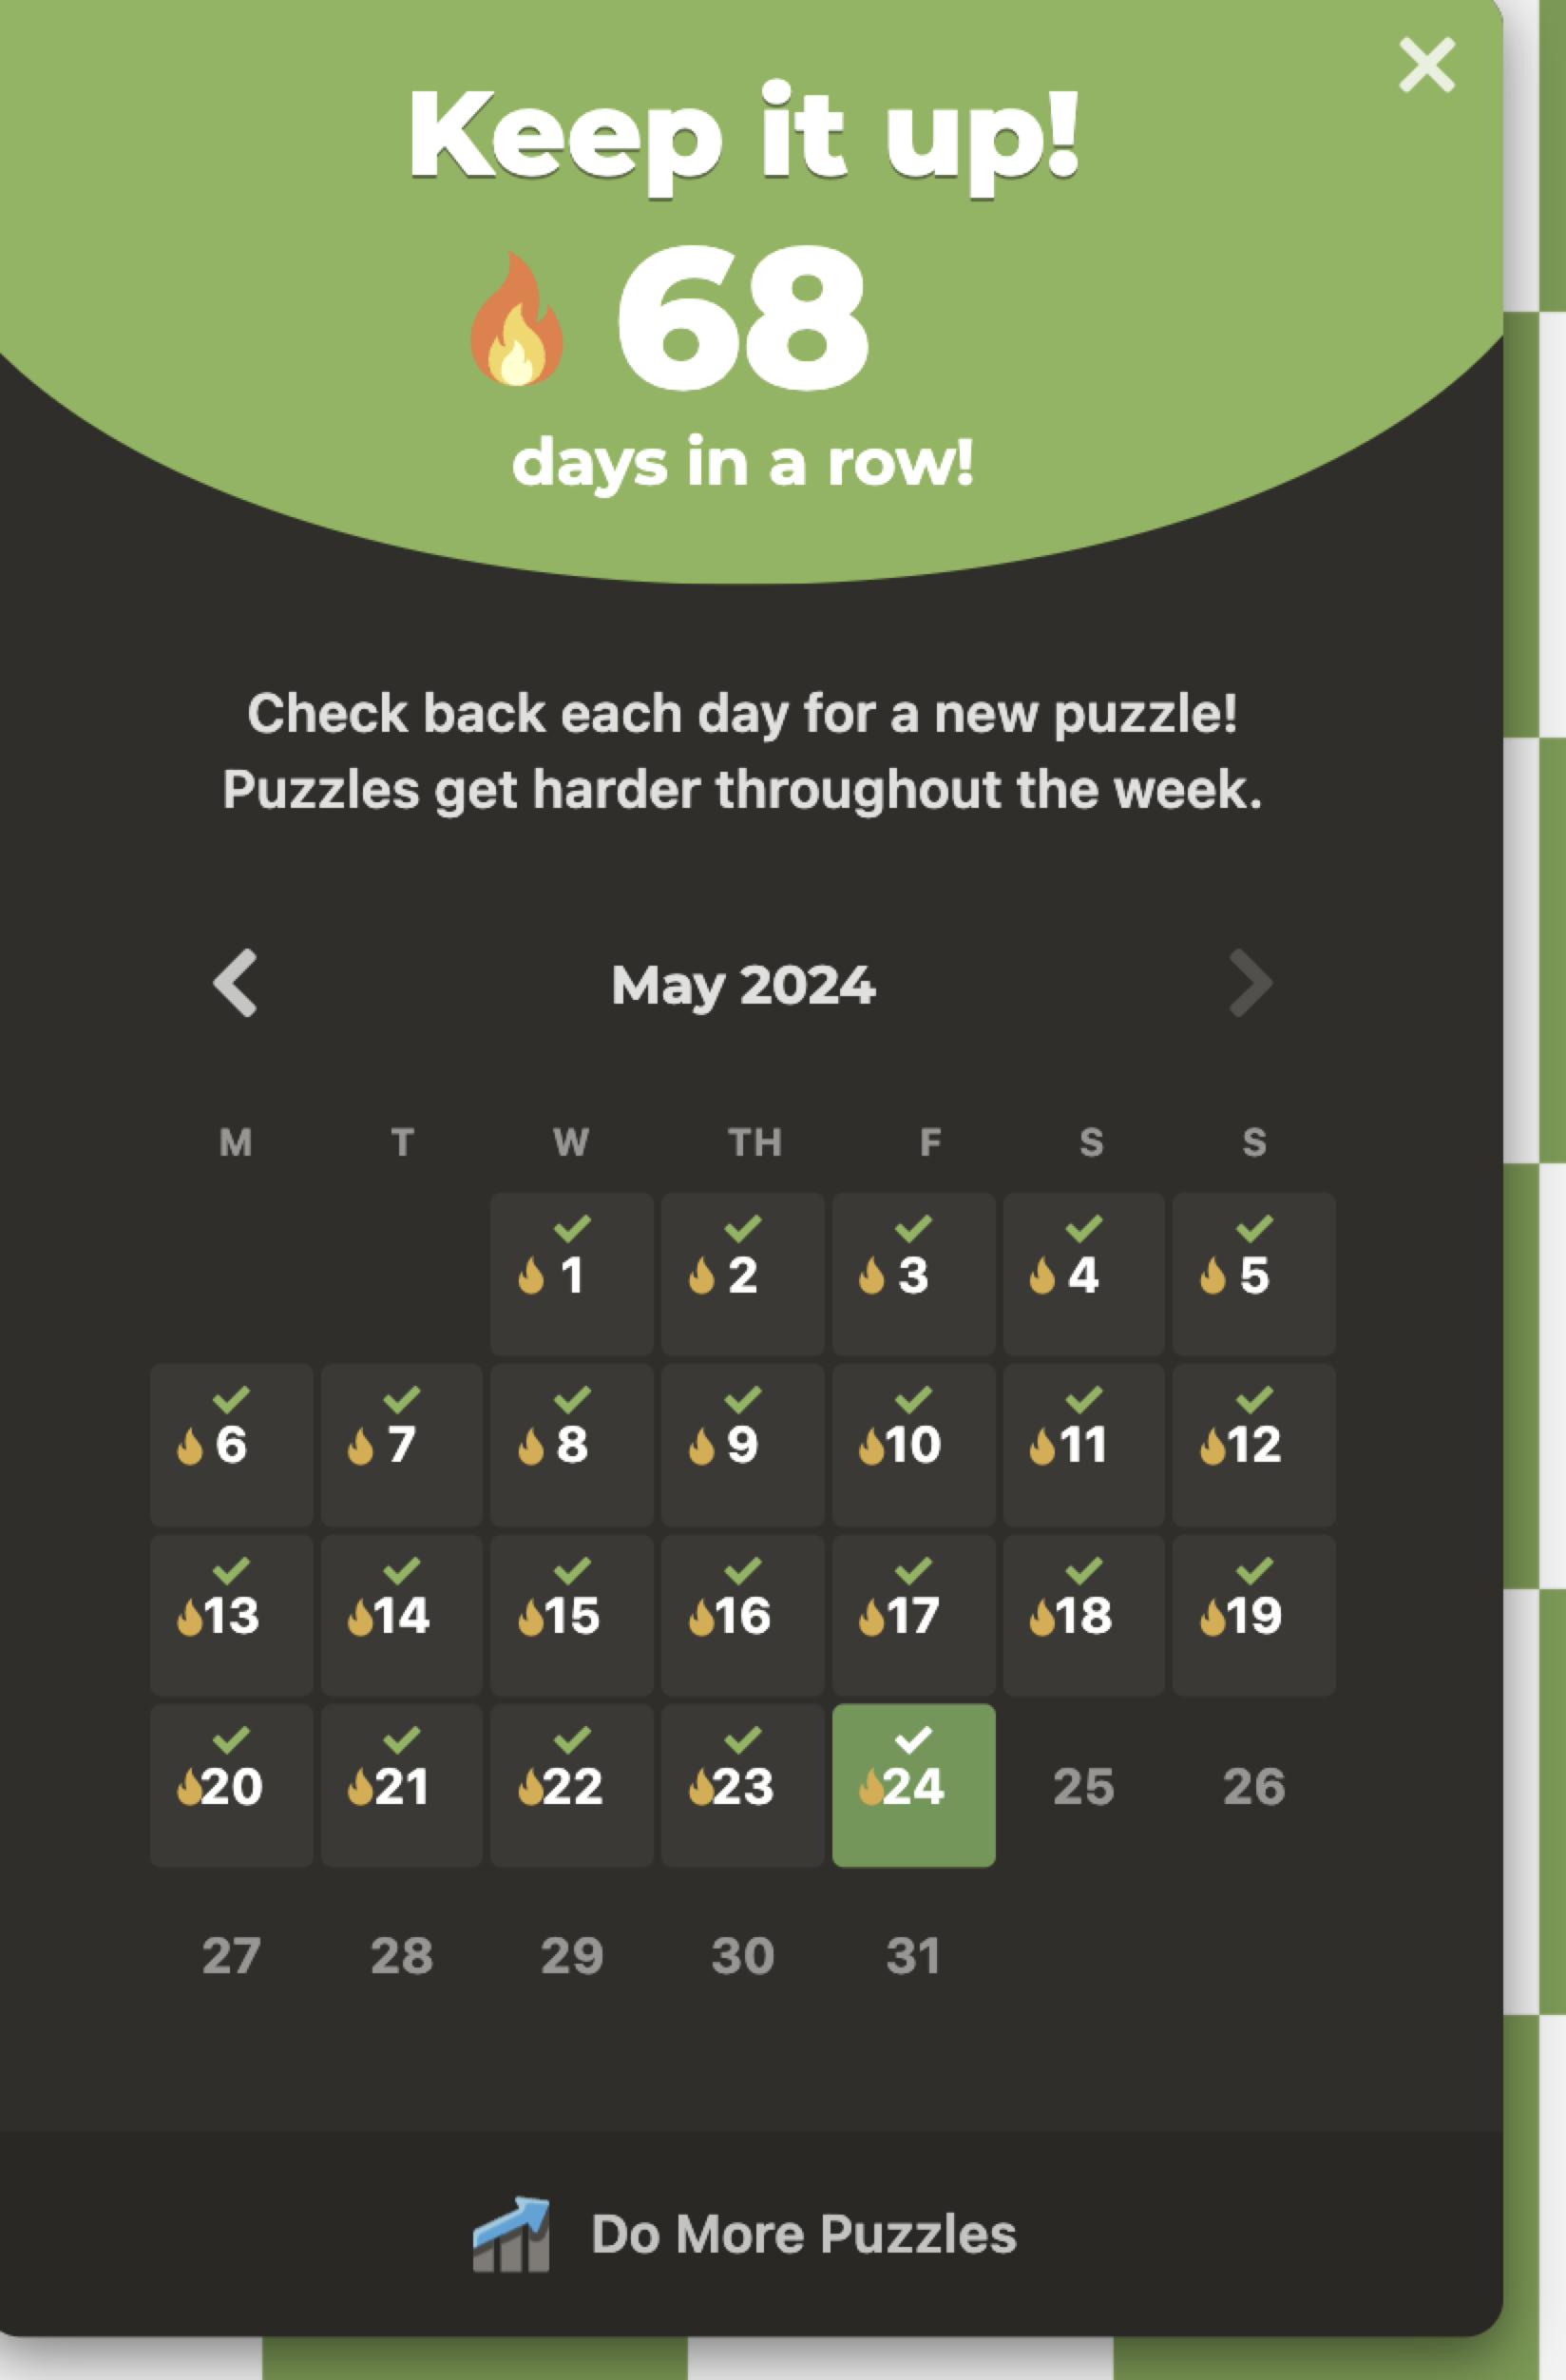 Keep it up!
68
days in a row!
Check back each day for a new puzzle!
Puzzles get harder throughout the week.
May 2024
M T W TH F S S
1 2 3 4 5
6 7 8 9 10 11 12
13 14 15 16 17 18 19
20 21 22 23 24 25 26
27 28 29 30 31
Do More Puzzles